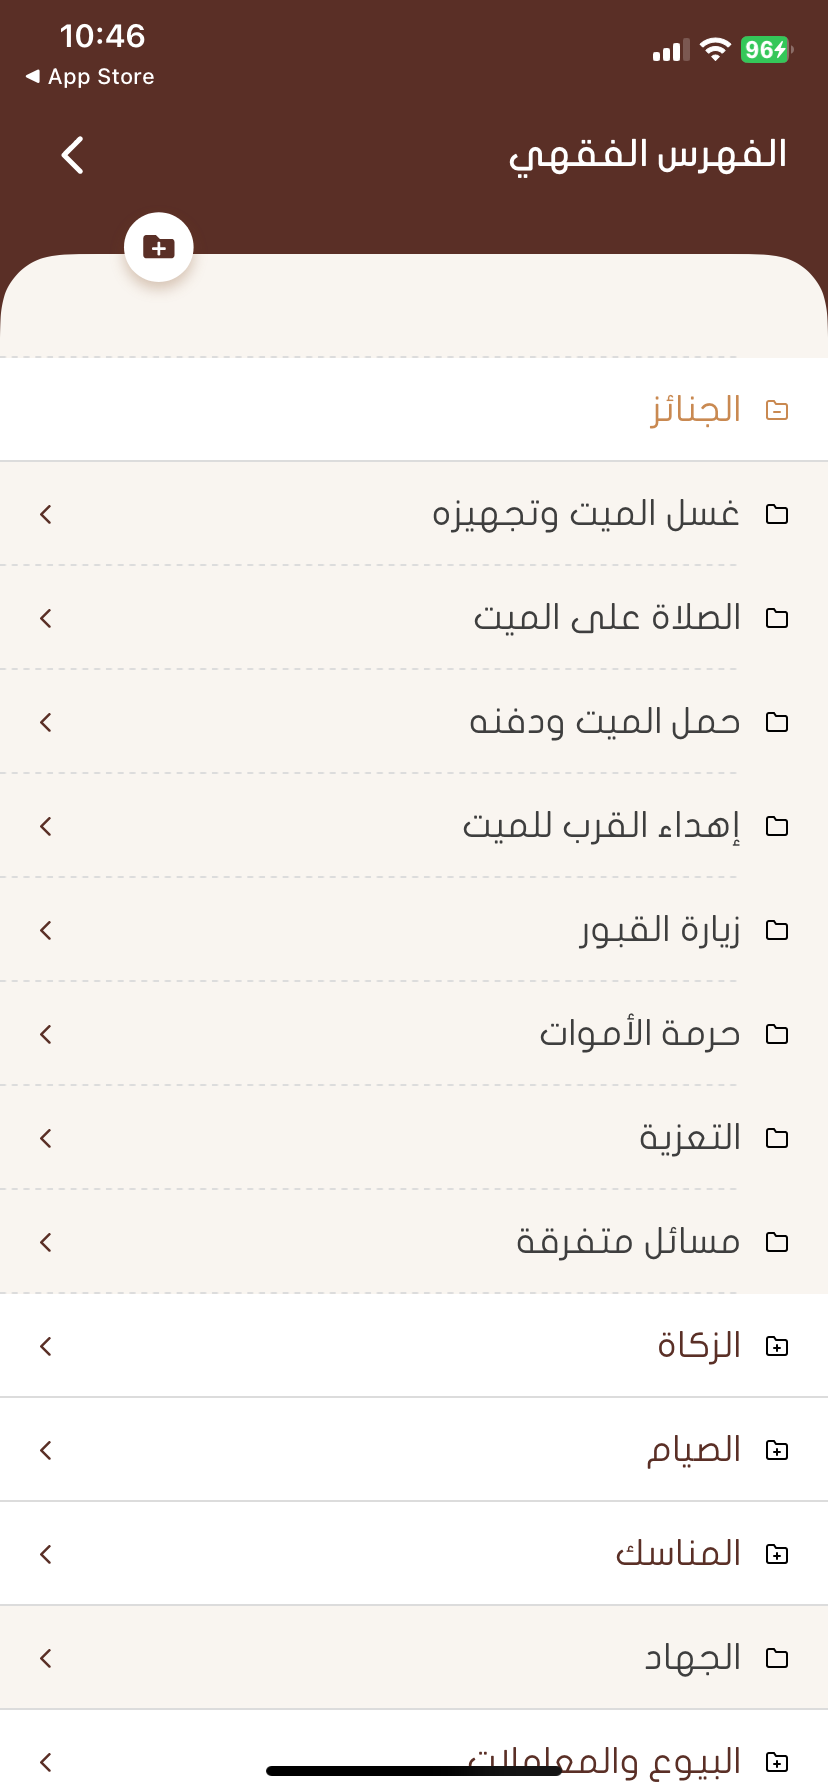 10:46
96
◀ App Store
الفهرس الفقهي
الجنائز
غسل الميت وتجهيزه
الصلاة على الميت
حمل الميت ودفنه
إهداء القرب للميت
زيارة القبور
حرمة الأموات
التعزية
مسائل متفرقة
الزكاة
الصيام
المناسك
الجهاد
البيوع والمعاملات